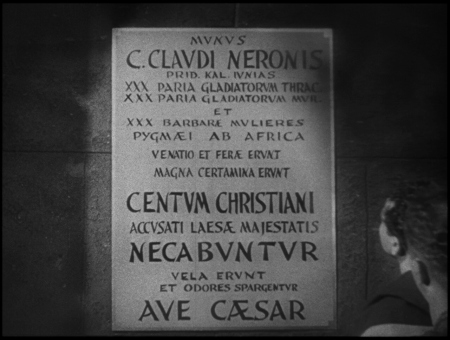 MVNVS
C. CLAVDI NERONIS
PRID. KAL. IVNIAS
XXX PARIA GLADIATORVM THRAC.
XXX PARIA GLADIATORVM MVR.
ET
XXX BARBARÆ MVLIERES
PYGMÆI AB AFRICA
VENATIO ET FERÆ ERVNT
MAGNA CERTAMINA ERVNT
CENTVM CHRISTIANI
ACCVSATI LAESÆ MAJESTATIS
NECABVNTVR
VELA ERVNT
ET ODORES SPARGENTVR
AVE CÆSAR